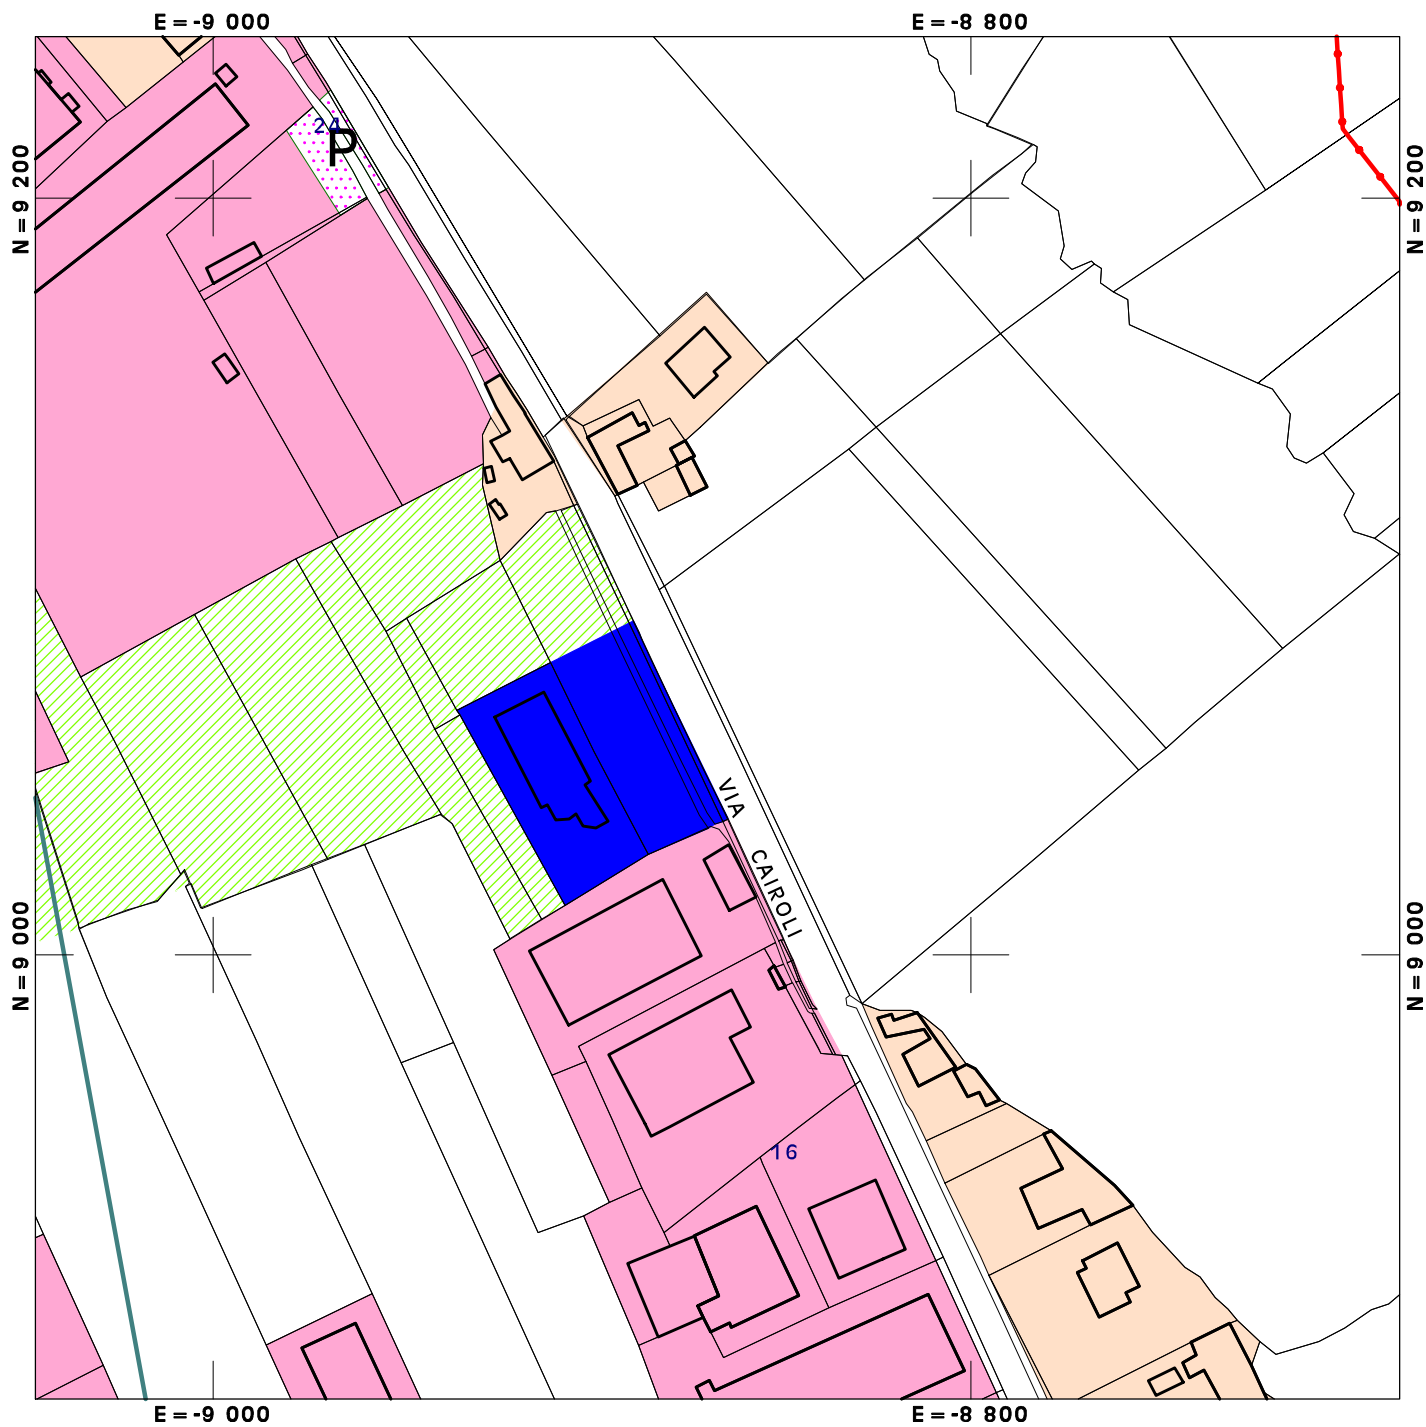 E = -9 000
E = -8 800
N = 9 200
N = 9 200
24
P
VIA
CAIROLI
N = 9 000
N = 9 000
16
E = -9 000
E = -8 800